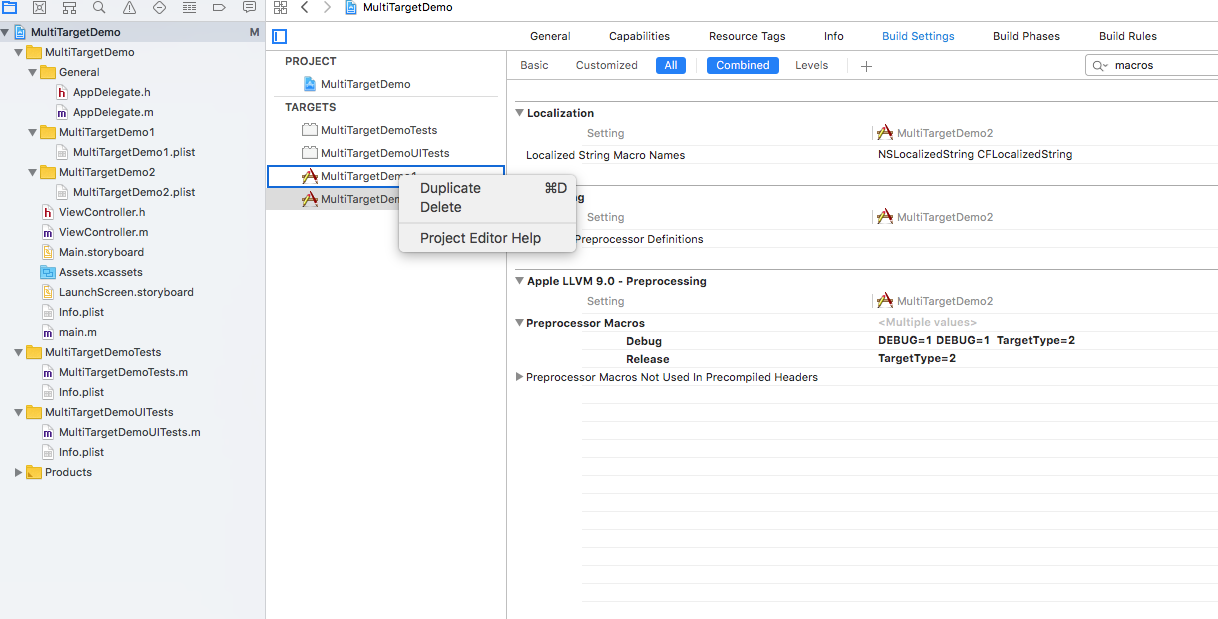 MultiTargetDemo
MultiTargetDemo M
MultiTargetDemo
General
h AppDelegate.h
m AppDelegate.m
MultiTargetDemo1
MultiTargetDemo1.plist
MultiTargetDemo2
MultiTargetDemo2.plist
h ViewController.h
m ViewController.m
Main.storyboard
Assets.xcassets
LaunchScreen.storyboard
Info.plist
m main.m
MultiTargetDemoTests
m MultiTargetDemoTests.m
Info.plist
MultiTargetDemoUITests
m MultiTargetDemoUITests.m
Info.plist
Products
General Capabilities Resource Tags Info Build Settings Build Phases Build Rules
PROJECT
MultiTargetDemo
TARGETS
MultiTargetDemoTests
MultiTargetDemoUITests
Duplicate ⌘D
Delete
Project Editor Help
Basic Customized All Combined Levels + macros
Localization
Setting MultiTargetDemo2
Localized String Macro Names NSLocalizedString CFLocalizedString
Setting MultiTargetDemo2
Preprocessor Definitions
Apple LLVM 9.0 - Preprocessing
Setting MultiTargetDemo2
Preprocessor Macros <Multiple values>
Debug DEBUG=1 DEBUG=1 TargetType=2
Release TargetType=2
Preprocessor Macros Not Used In Precompiled Headers